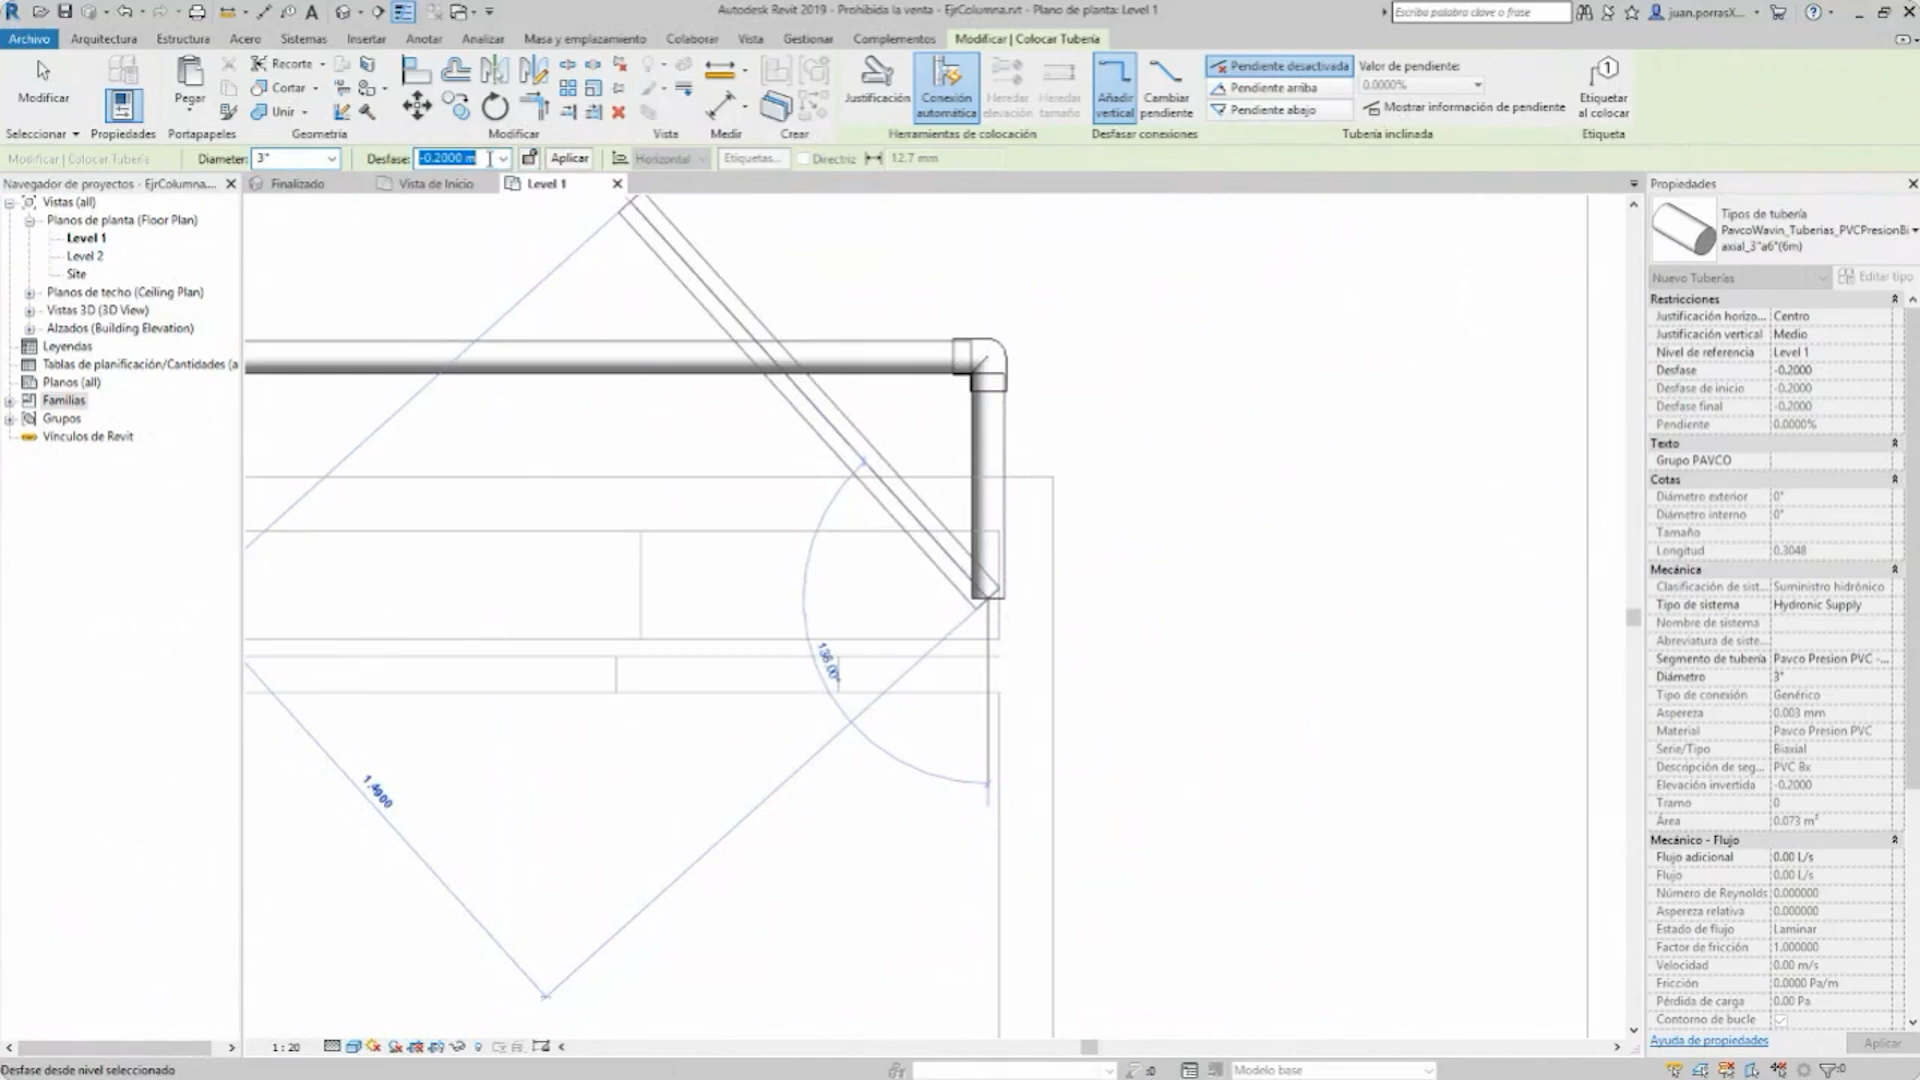 Autodesk Revit 2019 - Prohibida la venta - EjrColumna.rvt - Plano de planta: Level 1
Escriba palabra clave o frase
juan.porrasX...
Archivo Arquitectura Estructura Acero Sistemas Insertar Anotar Analizar Masa y emplazamiento Colaborar Vista Gestionar Complementos Modificar | Colocar Tubería
Modificar
Pegar
Recorte
Cortar
Unir
Justificación
Conexión automática
Heredar elevación
Heredar tamaño
Añadir vertical
Cambiar pendiente
Pendiente desactivada
Pendiente arriba
Pendiente abajo
Valor de pendiente:
0.0000%
Mostrar información de pendiente
Etiquetar al colocar
Seleccionar Propiedades Portapapeles Geometría Modificar Vista Medir Crear Herramientas de colocación Desfasar conexiones Tubería inclinada Etiqueta
Modificar | Colocar Tubería Diameter: 3" Desfase: -0.2000 m Aplicar Horizontal Etiquetas... Directriz 12.7 mm
Navegador de proyectos - EjrColumna....
Finalizado
Vista de Inicio
Level 1
Vistas (all)
Planos de planta (Floor Plan)
Level 1
Level 2
Site
Planos de techo (Ceiling Plan)
Vistas 3D (3D View)
Alzados (Building Elevation)
Leyendas
Tablas de planificación/Cantidades (a
Planos (all)
Familias
Grupos
Vínculos de Revit
136.00°
1.4900
Propiedades
Tipos de tubería
PavcoWavin_Tuberias_PVCPresionBi
axial_3"a6"(6m)
Nuevo Tuberías Editar tipo
Restricciones
Justificación horizo... Centro
Justificación vertical Medio
Nivel de referencia Level 1
Desfase -0.2000
Desfase de inicio -0.2000
Desfase final -0.2000
Pendiente 0.0000%
Texto
Grupo PAVCO
Cotas
Diámetro exterior 0"
Diámetro interno 0"
Tamaño
Longitud 0.3048
Mecánica
Clasificación de sist... Suministro hidrónico
Tipo de sistema Hydronic Supply
Nombre de sistema
Abreviatura de siste...
Segmento de tubería Pavco Presion PVC -...
Diámetro 3"
Tipo de conexión Genérico
Aspereza 0.003 mm
Material Pavco Presion PVC
Serie/Tipo Biaxial
Descripción de seg... PVC Bx
Elevación invertida -0.2000
Tramo 0
Área 0.073 m²
Mecánico - Flujo
Flujo adicional 0.00 L/s
Flujo 0.00 L/s
Número de Reynolds 0.000000
Aspereza relativa 0.000000
Estado de flujo Laminar
Factor de fricción 1.000000
Velocidad 0.00 m/s
Fricción 0.0000 Pa/m
Pérdida de carga 0.00 Pa
Contorno de bucle
Ayuda de propiedades Aplicar
1 : 20
Desfase desde nivel seleccionado
:0
Modelo base
:0